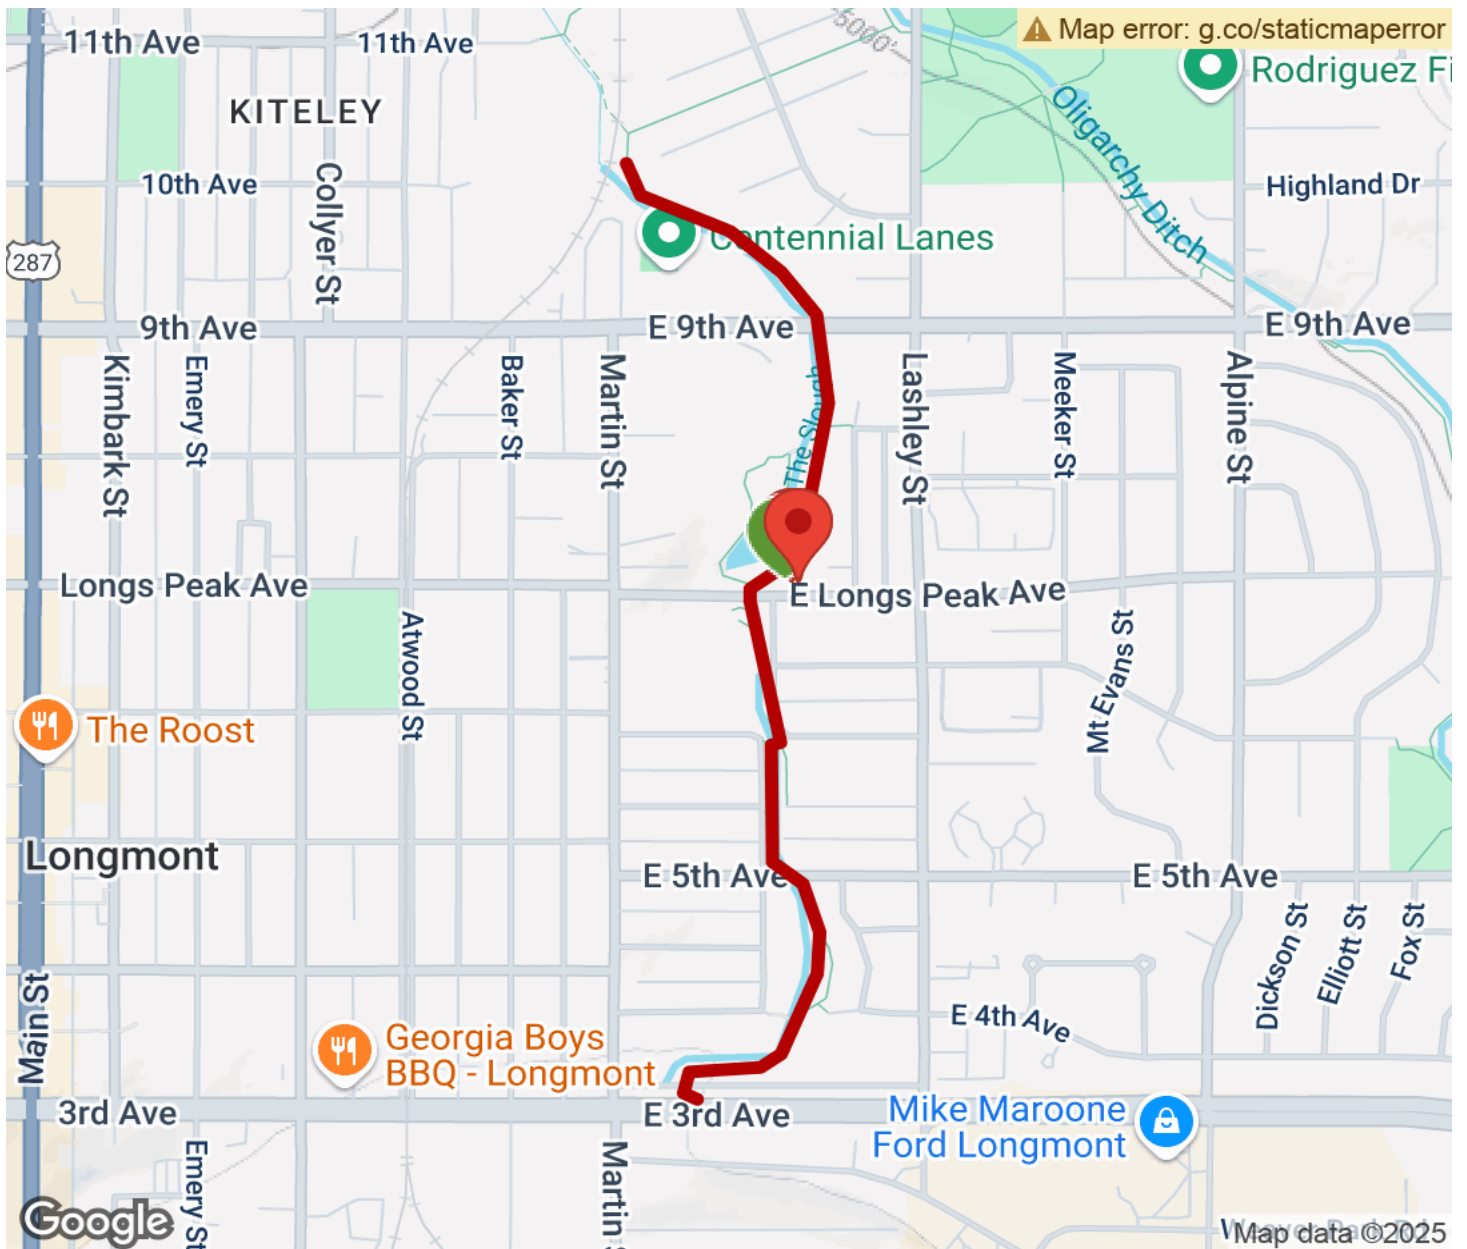 Map error: g.co/staticmaperror
11th Ave
11th Ave
5000'
Rodriguez Fi
KITELEY
Oligarchy Ditch
10th Ave
Collyer St
Highland Dr
Centennial Lanes
287
9th Ave
E 9th Ave
E 9th Ave
Kimbark St
Emery St
Baker St
Martin St
The Slough
Lashley St
Meeker St
Alpine St
Longs Peak Ave
E Longs Peak Ave
Atwood St
Mt Evans St
The Roost
Longmont
E 5th Ave
E 5th Ave
Dickson St
Elliott St
Fox St
Main St
E 4th Ave
Georgia Boys
BBQ - Longmont
3rd Ave
E 3rd Ave
Mike Maroone
Ford Longmont
Emery St
Martin
Google
Map data ©2025